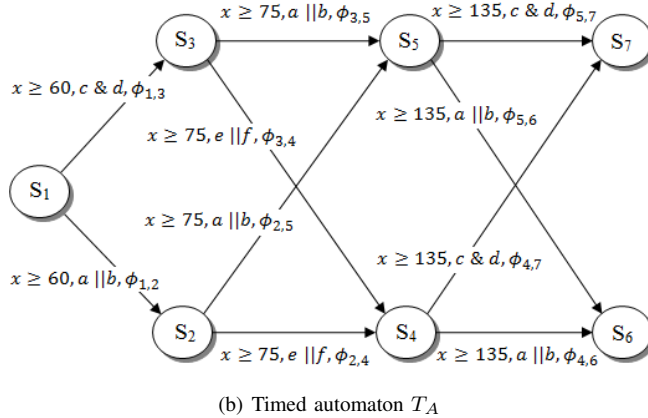 x ≥ 75, a ||b, ϕ3,5
x ≥ 135, c & d, ϕ5,7
S3
S5
S7
x ≥ 60, c & d, ϕ1,3
x ≥ 135, a ||b, ϕ5,6
x ≥ 75, e ||f, ϕ3,4
S1
x ≥ 75, a ||b, ϕ2,5
x ≥ 135, c & d, ϕ4,7
x ≥ 60, a ||b, ϕ1,2
S2
S4
S6
x ≥ 75, e ||f, ϕ2,4
x ≥ 135, a ||b, ϕ4,6
(b) Timed automaton TA